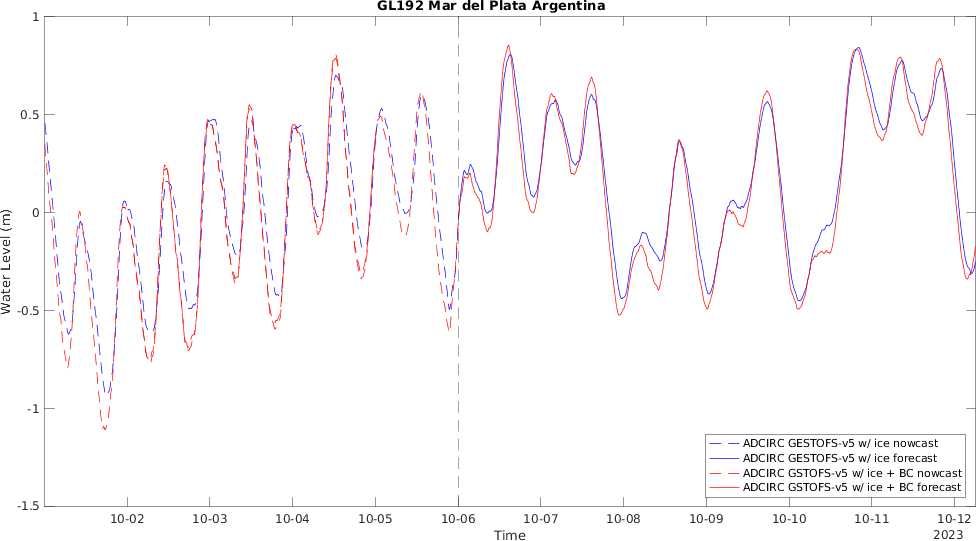 GL192 Mar del Plata Argentina
1
0.5
0
-0.5
-1
-1.5
Water Level (m)
10-02 10-03 10-04 10-05 10-06 10-07 10-08 10-09 10-10 10-11 10-12
2023
Time
ADCIRC GESTOFS-v5 w/ ice nowcast
ADCIRC GESTOFS-v5 w/ ice forecast
ADCIRC GSTOFS-v5 w/ ice + BC nowcast
ADCIRC GSTOFS-v5 w/ ice + BC forecast